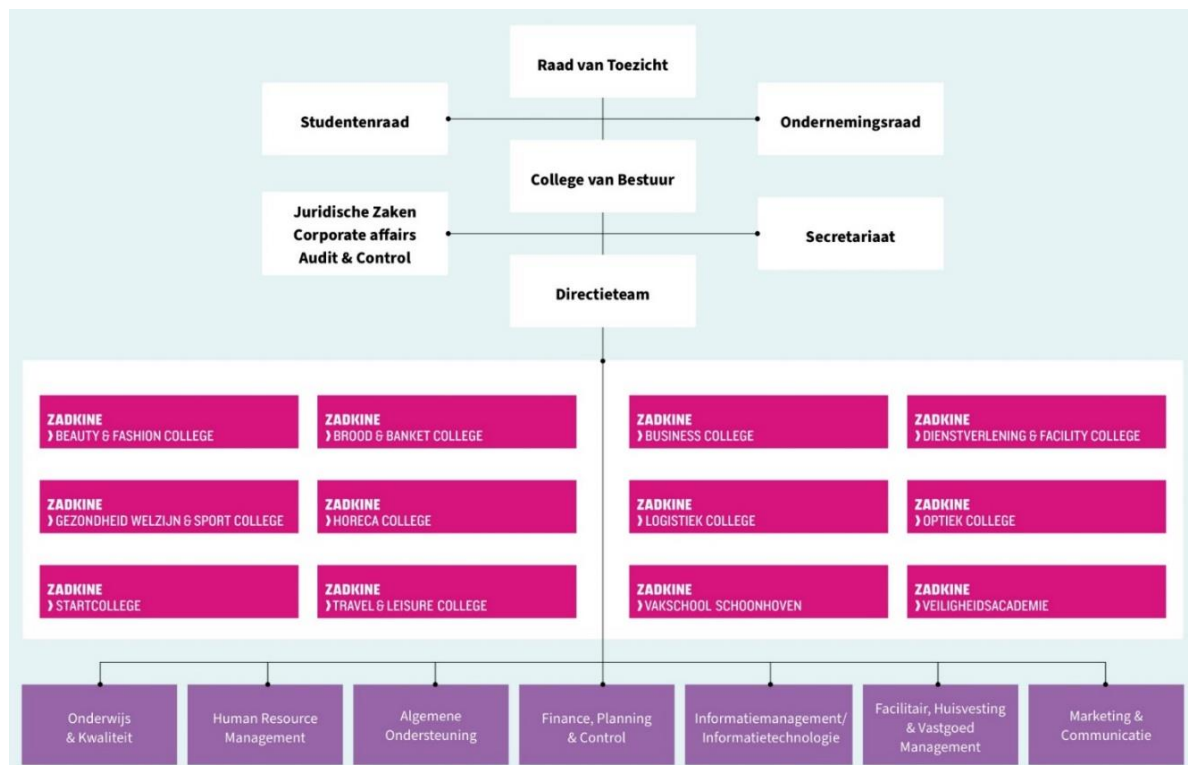 Raad van Toezicht
Studentenraad
Ondernemingsraad
College van Bestuur
Juridische Zaken
Corporate affairs
Audit & Control
Secretariaat
Directieteam
ZADKINE
❯ BEAUTY & FASHION COLLEGE
ZADKINE
❯ BROOD & BANKET COLLEGE
ZADKINE
❯ BUSINESS COLLEGE
ZADKINE
❯ DIENSTVERLENING & FACILITY COLLEGE
ZADKINE
❯ GEZONDHEID WELZIJN & SPORT COLLEGE
ZADKINE
❯ HORECA COLLEGE
ZADKINE
❯ LOGISTIEK COLLEGE
ZADKINE
❯ OPTIEK COLLEGE
ZADKINE
❯ STARTCOLLEGE
ZADKINE
❯ TRAVEL & LEISURE COLLEGE
ZADKINE
❯ VAKSCHOOL SCHOONHOVEN
ZADKINE
❯ VEILIGHEIDSACADEMIE
Onderwijs
& Kwaliteit
Human Resource
Management
Algemene
Ondersteuning
Finance, Planning
& Control
Informatiemanagement/
Informatietechnologie
Facilitair, Huisvesting
& Vastgoed
Management
Marketing &
Communicatie